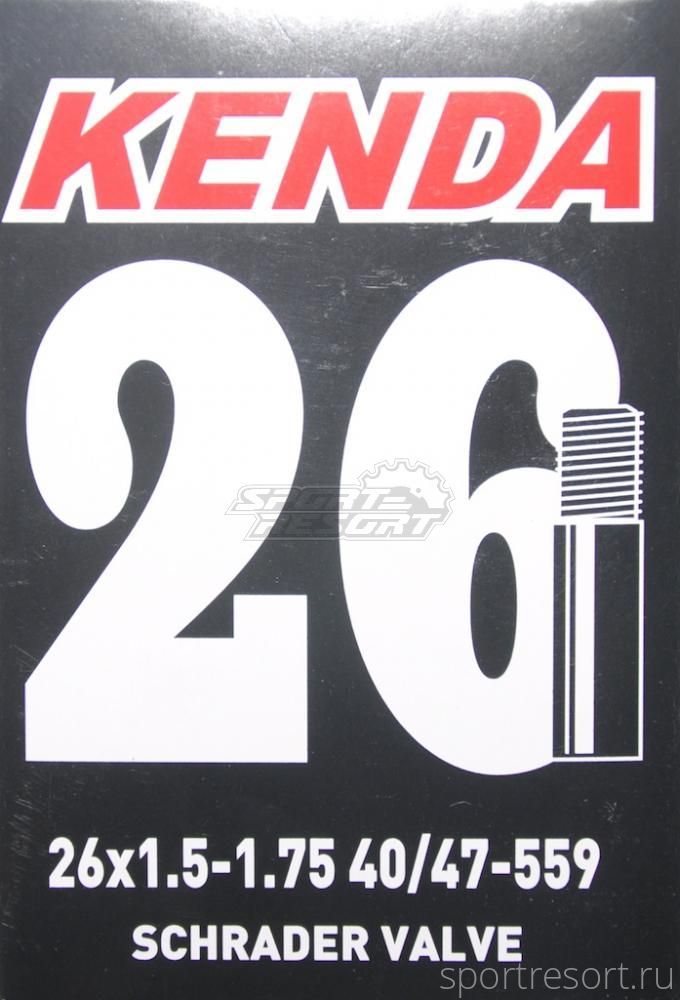 KENDA
26
SPORT
RESORT
26x1.5-1.75 40/47-559
SCHRADER VALVE
sportresort.ru